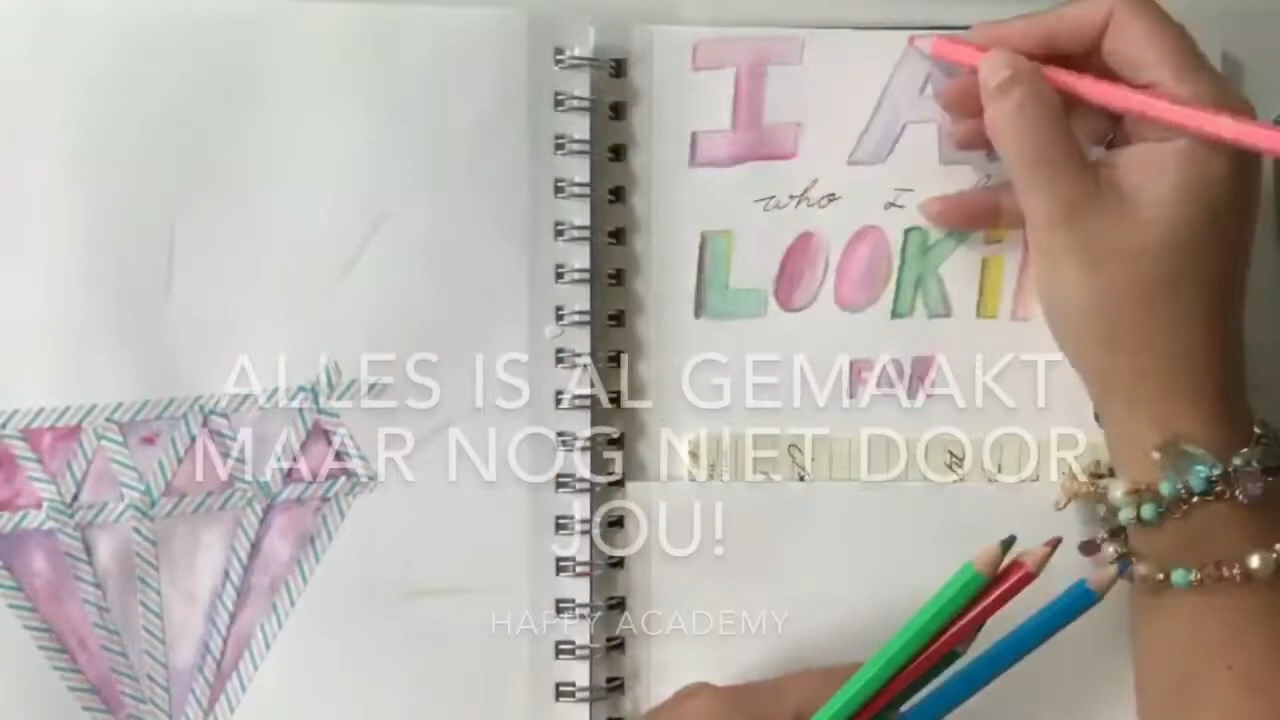 I A
who I
LOOKI
ALLES IS AL GEMAAKT
MAAR NOG NIET DOOR
JOU!
HAPPY ACADEMY